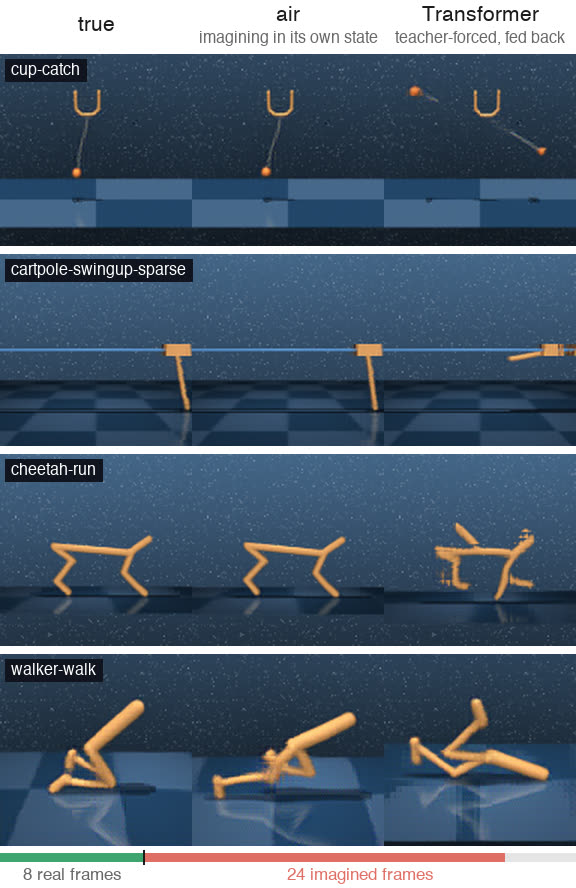 true
air
Transformer
imagining in its own state
teacher-forced, fed back
cup-catch
cartpole-swingup-sparse
cheetah-run
walker-walk
8 real frames
24 imagined frames